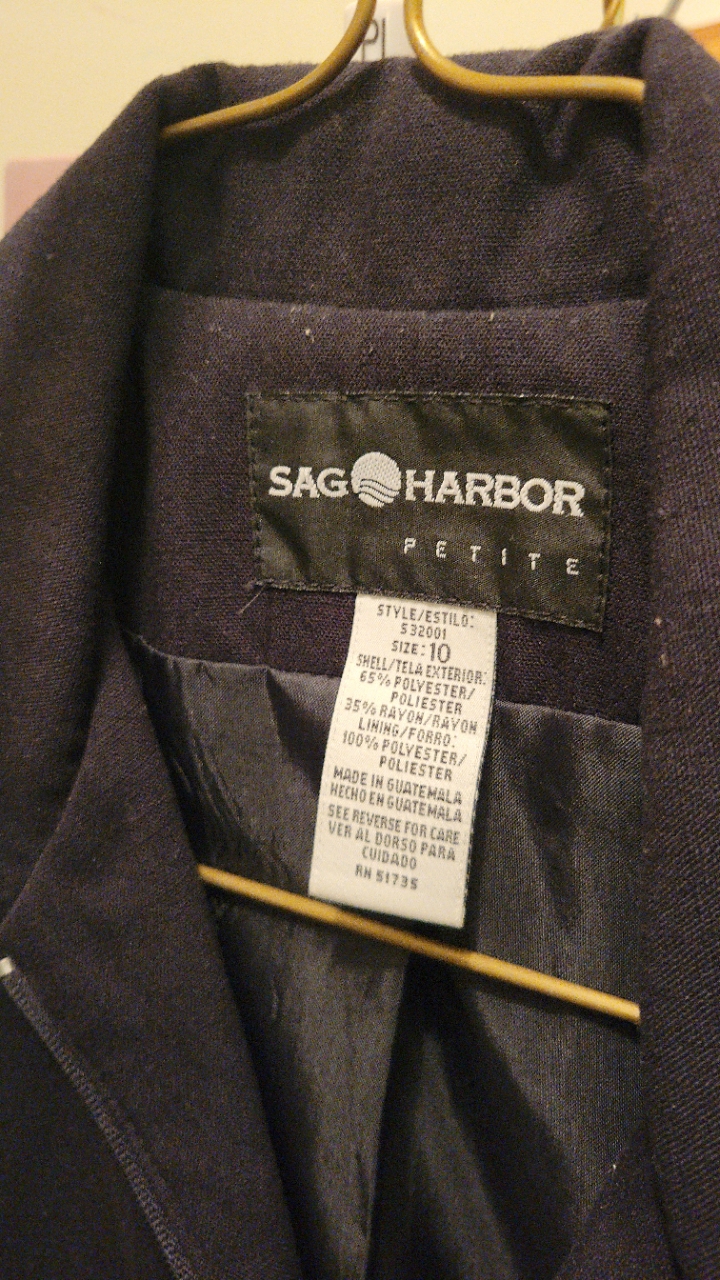 PL
SAG HARBOR
PETITE
STYLE/ESTILO:
S32001
SIZE: 10
SHELL/TELA EXTERIOR:
65% POLYESTER/
POLIESTER
35% RAYON/RAYON
LINING/FORRO:
100% POLYESTER/
POLIESTER
MADE IN GUATEMALA
HECHO EN GUATEMALA
SEE REVERSE FOR CARE
VER AL DORSO PARA
CUIDADO
RN 51735